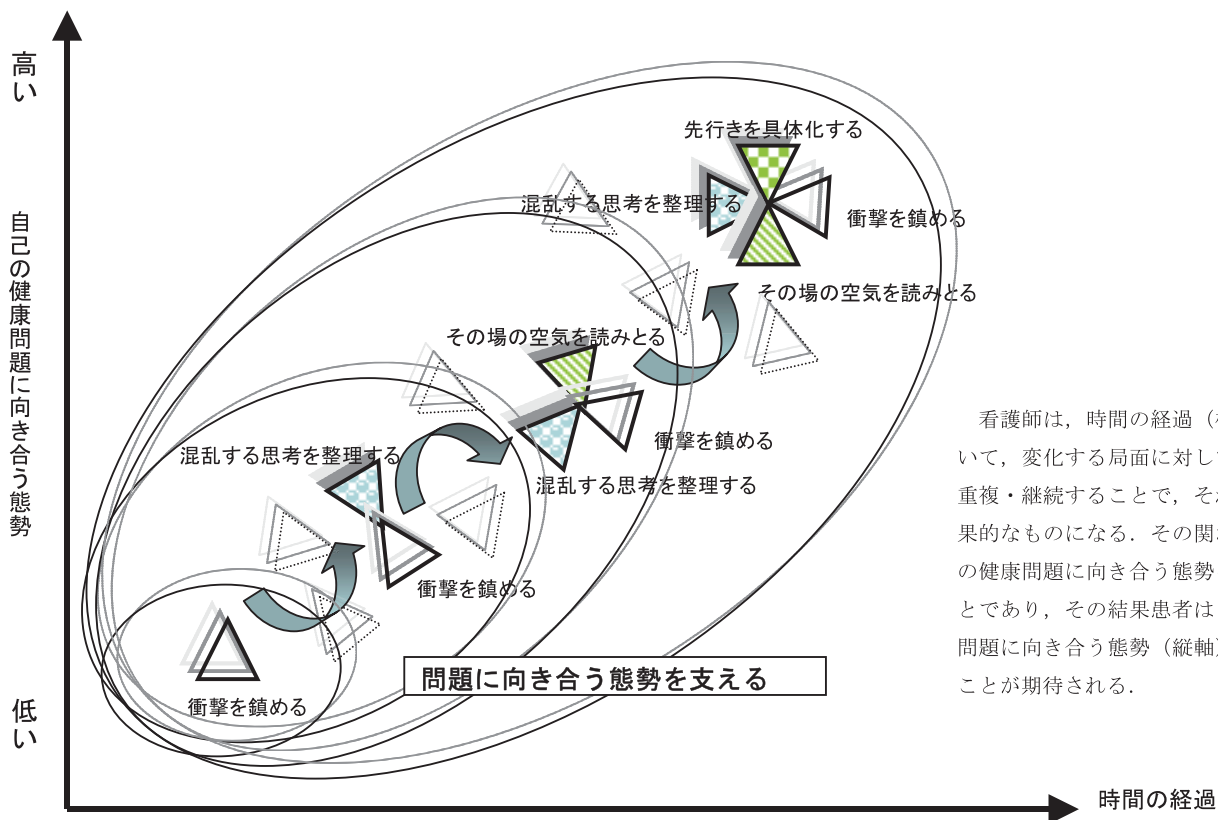 高い
自己の健康問題に向き合う態勢
低い
先行きを具体化する
混乱する思考を整理する
衝撃を鎮める
その場の空気を読みとる
その場の空気を読みとる
衝撃を鎮める
混乱する思考を整理する
混乱する思考を整理する
衝撃を鎮める
問題に向き合う態勢を支える
衝撃を鎮める
時間の経過
看護師は，時間の経過（
いて，変化する局面に対して
重複・継続することで，それ
果的なものになる．その関
の健康問題に向き合う態勢
とであり，その結果患者は
問題に向き合う態勢（縦軸）
ことが期待される．